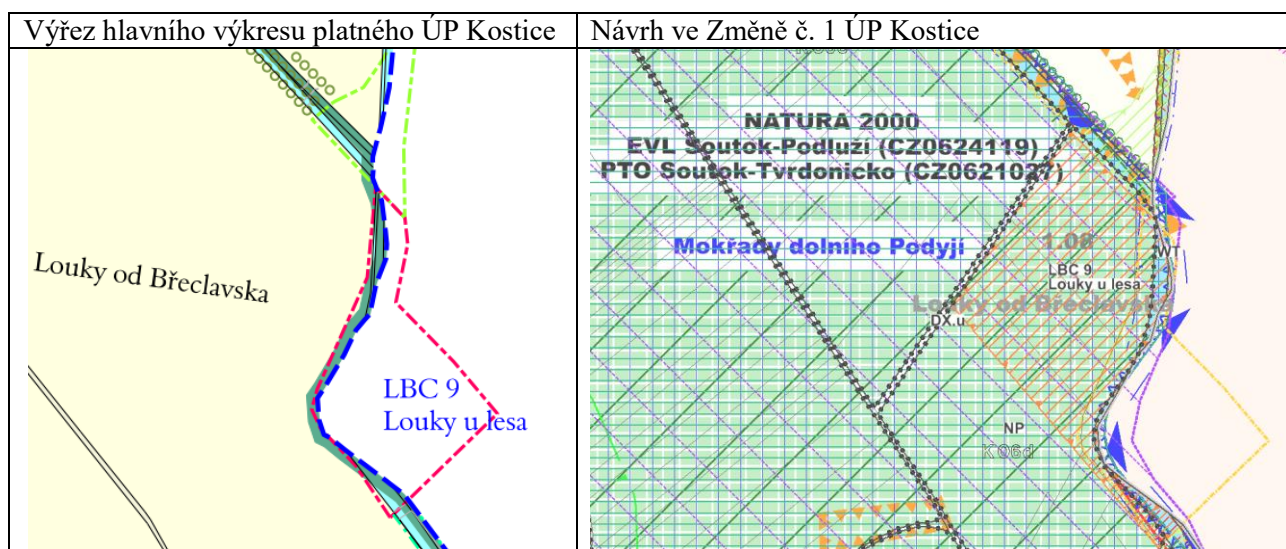 Výřez hlavního výkresu platného ÚP Kostice
Návrh ve Změně č. 1 ÚP Kostice
Louky od Břeclavska
LBC 9
Louky u lesa
NATURA 2000
EVL Soutok-Podluží (CZ0624119)
PTO Soutok-Tvrdonicko (CZ0621027)
Mokřady dolního Podyjí
1.08
WT
LBC 9
Louky u lesa
Louky od Břeclavska
DX.u
NP